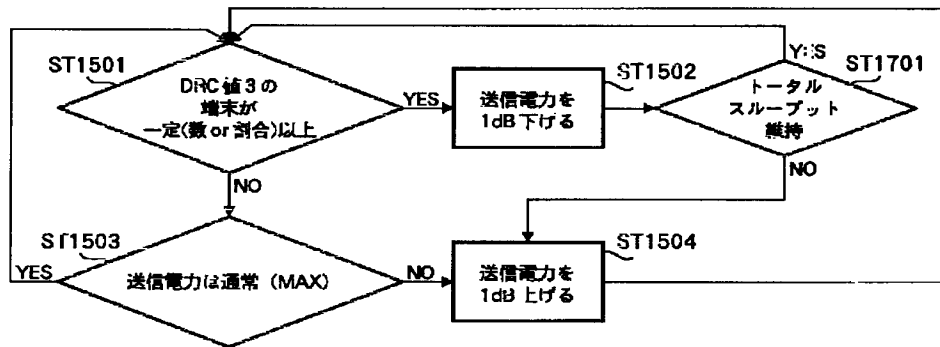 ST1501
DRC値3の
端末が
一定(数or割合)以上
YES
NO
ST1502
送信電力を
1dB下げる
YES
ST1701
トータル
スループット
維持
NO
ST1503
送信電力は通常(MAX)
YES
NO
ST1504
送信電力を
1dB上げる